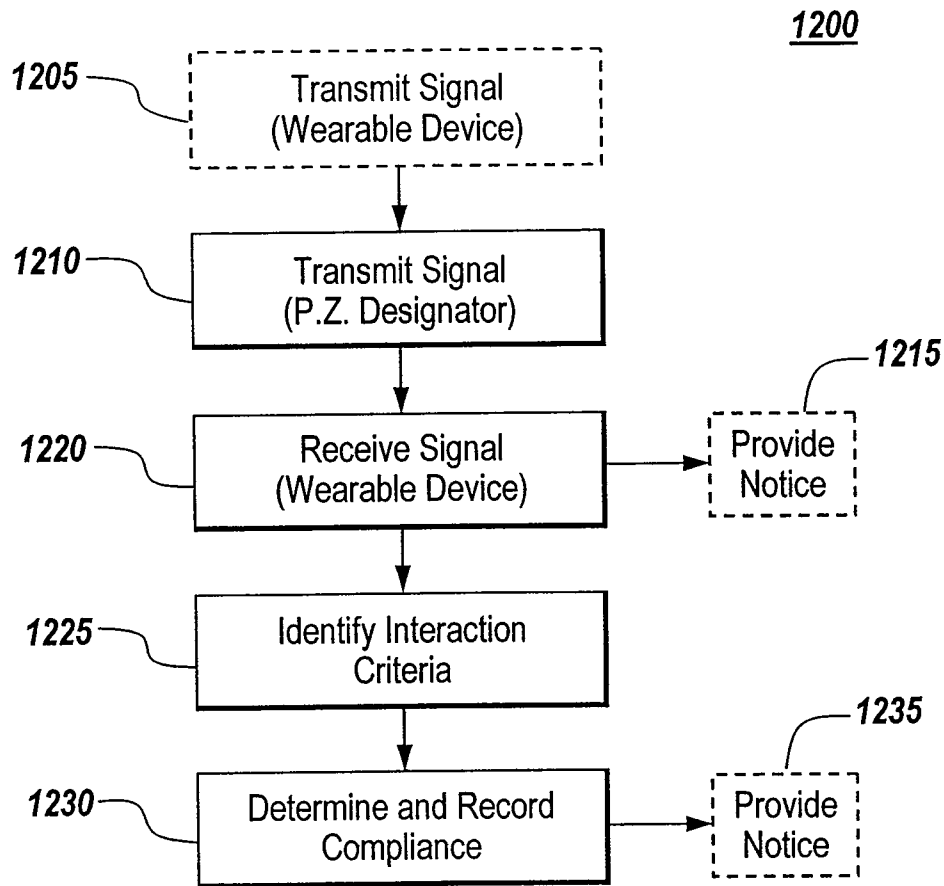 1200
1205
Transmit Signal
(Wearable Device)
1210
Transmit Signal
(P.Z. Designator)
1215
1220
Receive Signal
(Wearable Device)
Provide
Notice
1225
Identify Interaction
Criteria
1235
1230
Determine and Record
Compliance
Provide
Notice